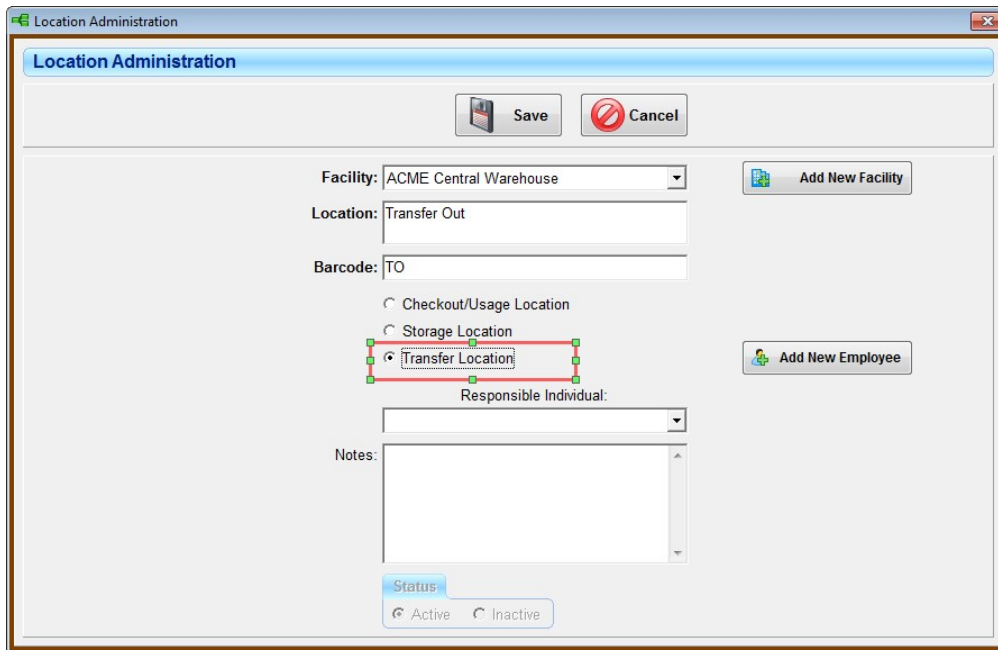 Location Administration
Location Administration
Save Cancel
Facility: ACME Central Warehouse Add New Facility
Location: Transfer Out
Barcode: TO
Checkout/Usage Location
Storage Location
Transfer Location Add New Employee
Responsible Individual:
Notes:
Status
Active Inactive